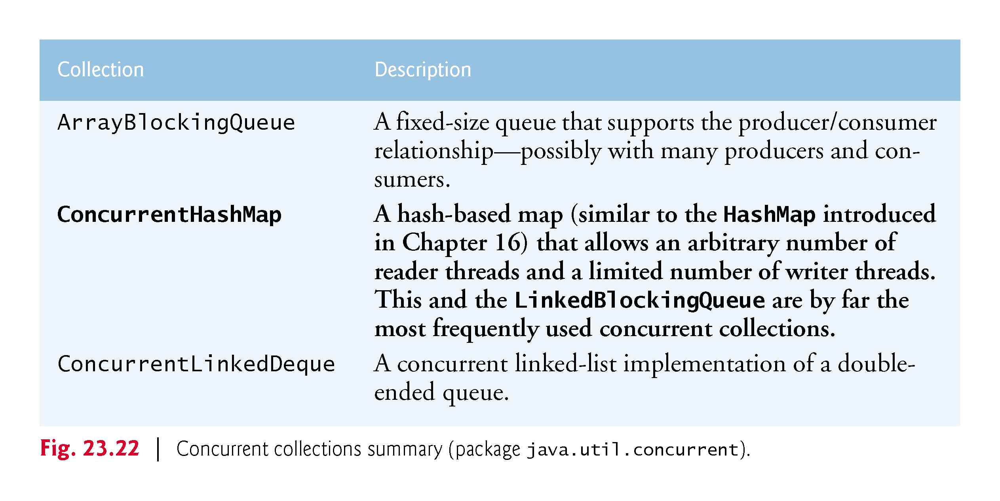 Collection Description
ArrayBlockingQueue A fixed-size queue that supports the producer/consumer
relationship—possibly with many producers and con-
sumers.
ConcurrentHashMap A hash-based map (similar to the HashMap introduced
in Chapter 16) that allows an arbitrary number of
reader threads and a limited number of writer threads.
This and the LinkedBlockingQueue are by far the
most frequently used concurrent collections.
ConcurrentLinkedDeque A concurrent linked-list implementation of a double-
ended queue.
Fig. 23.22 | Concurrent collections summary (package java.util.concurrent).